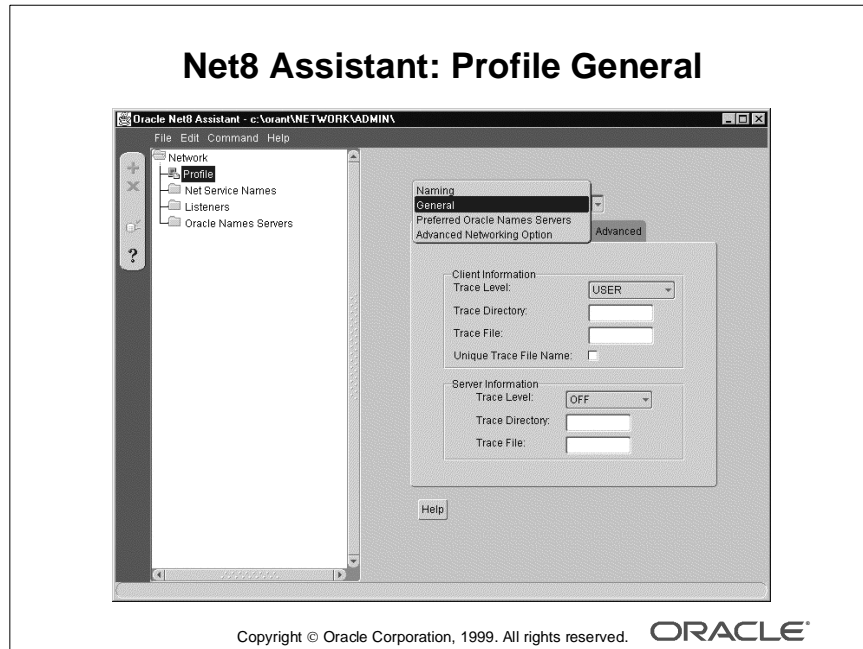 Net8 Assistant: Profile General
Oracle Net8 Assistant - c:\orant\NETWORK\ADMIN\
File Edit Command Help
Network
Profile
Net Service Names
Listeners
Oracle Names Servers
?
Naming
General
Preferred Oracle Names Servers
Advanced Networking Option
Advanced
Client Information
Trace Level: USER
Trace Directory:
Trace File:
Unique Trace File Name:
Server Information
Trace Level: OFF
Trace Directory:
Trace File:
Help
Copyright © Oracle Corporation, 1999. All rights reserved. ORACLE®